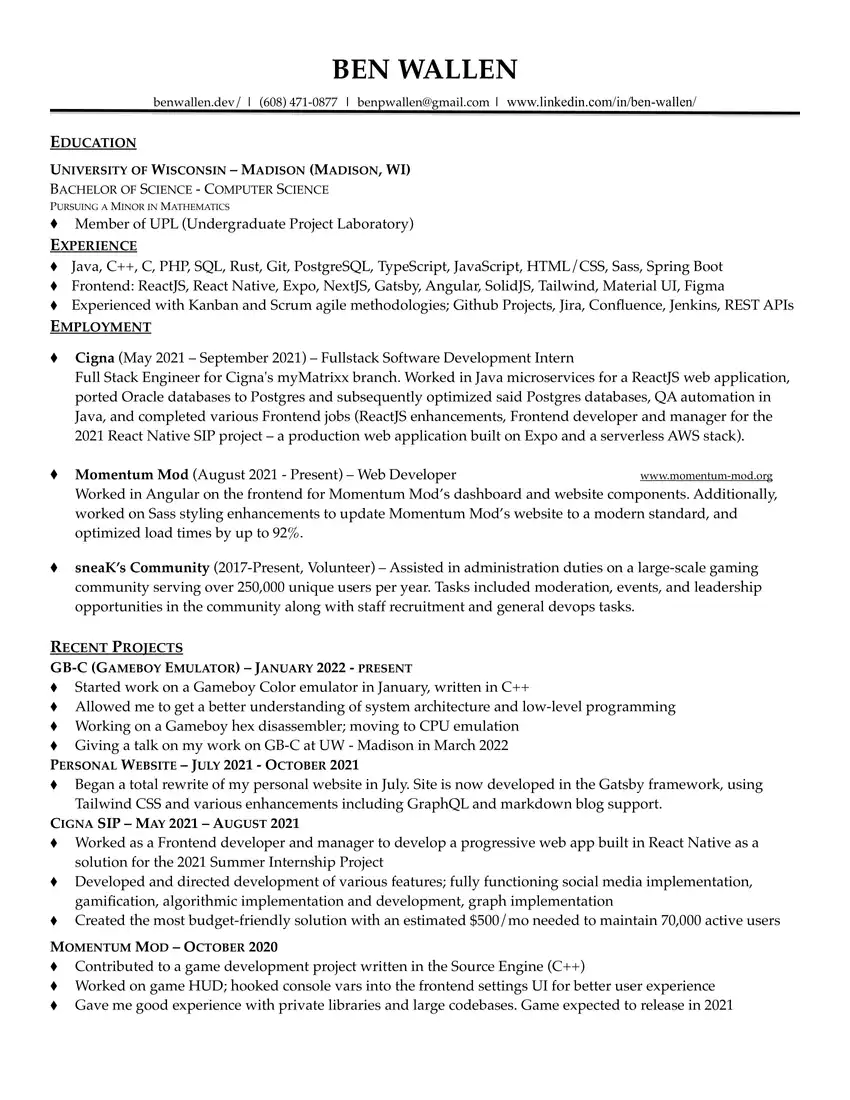 BEN WALLEN
benwallen.dev/ | (608) 471-0877 | benpwallen@gmail.com | www.linkedin.com/in/ben-wallen/
EDUCATION
UNIVERSITY OF WISCONSIN – MADISON (MADISON, WI)
BACHELOR OF SCIENCE - COMPUTER SCIENCE
PURSUING A MINOR IN MATHEMATICS
♦ Member of UPL (Undergraduate Project Laboratory)
EXPERIENCE
♦ Java, C++, C, PHP, SQL, Rust, Git, PostgreSQL, TypeScript, JavaScript, HTML/CSS, Sass, Spring Boot
♦ Frontend: ReactJS, React Native, Expo, NextJS, Gatsby, Angular, SolidJS, Tailwind, Material UI, Figma
♦ Experienced with Kanban and Scrum agile methodologies; Github Projects, Jira, Confluence, Jenkins, REST APIs
EMPLOYMENT
♦ Cigna (May 2021 – September 2021) – Fullstack Software Development Intern
Full Stack Engineer for Cigna's myMatrixx branch. Worked in Java microservices for a ReactJS web application,
ported Oracle databases to Postgres and subsequently optimized said Postgres databases, QA automation in
Java, and completed various Frontend jobs (ReactJS enhancements, Frontend developer and manager for the
2021 React Native SIP project – a production web application built on Expo and a serverless AWS stack).
♦ Momentum Mod (August 2021 - Present) – Web Developer www.momentum-mod.org
Worked in Angular on the frontend for Momentum Mod’s dashboard and website components. Additionally,
worked on Sass styling enhancements to update Momentum Mod’s website to a modern standard, and
optimized load times by up to 92%.
♦ sneaK’s Community (2017-Present, Volunteer) – Assisted in administration duties on a large-scale gaming
community serving over 250,000 unique users per year. Tasks included moderation, events, and leadership
opportunities in the community along with staff recruitment and general devops tasks.
RECENT PROJECTS
GB-C (GAMEBOY EMULATOR) – JANUARY 2022 - PRESENT
♦ Started work on a Gameboy Color emulator in January, written in C++
♦ Allowed me to get a better understanding of system architecture and low-level programming
♦ Working on a Gameboy hex disassembler; moving to CPU emulation
♦ Giving a talk on my work on GB-C at UW - Madison in March 2022
PERSONAL WEBSITE – JULY 2021 - OCTOBER 2021
♦ Began a total rewrite of my personal website in July. Site is now developed in the Gatsby framework, using
Tailwind CSS and various enhancements including GraphQL and markdown blog support.
CIGNA SIP – MAY 2021 – AUGUST 2021
♦ Worked as a Frontend developer and manager to develop a progressive web app built in React Native as a
solution for the 2021 Summer Internship Project
♦ Developed and directed development of various features; fully functioning social media implementation,
gamification, algorithmic implementation and development, graph implementation
♦ Created the most budget-friendly solution with an estimated $500/mo needed to maintain 70,000 active users
MOMENTUM MOD – OCTOBER 2020
♦ Contributed to a game development project written in the Source Engine (C++)
♦ Worked on game HUD; hooked console vars into the frontend settings UI for better user experience
♦ Gave me good experience with private libraries and large codebases. Game expected to release in 2021